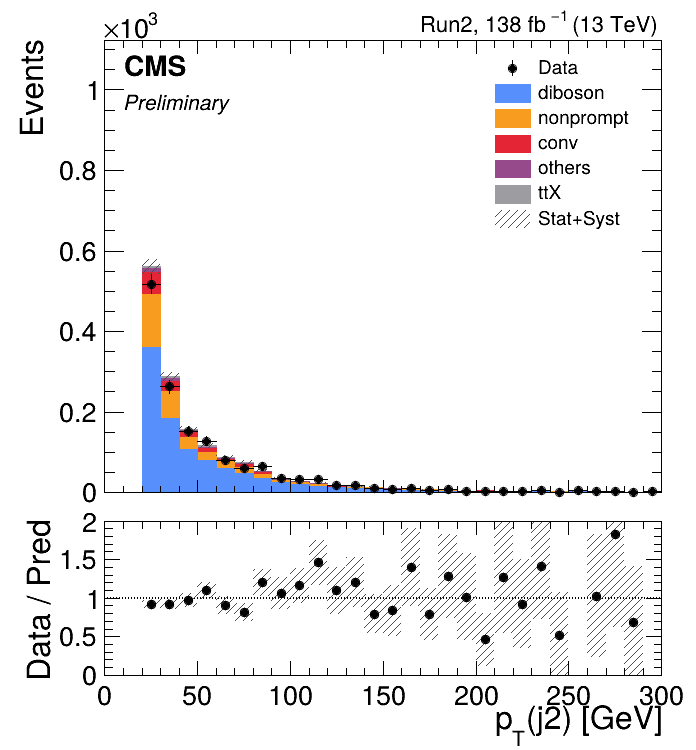 ×10³
Run2, 138 fb⁻¹ (13 TeV)
CMS
Preliminary
Events
1
0.8
0.6
0.4
0.2
0
Data
diboson
nonprompt
conv
others
ttX
Stat+Syst
Data / Pred
2
1.5
1
0.5
0
0 50 100 150 200 250 300
p_T(j2) [GeV]